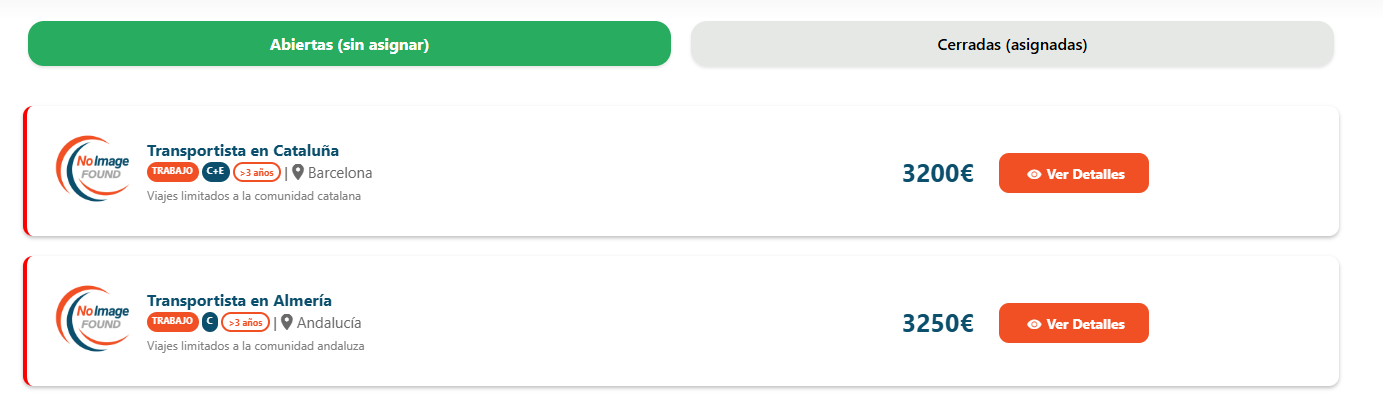 Abiertas (sin asignar)
Cerradas (asignadas)
No Image
FOUND
Transportista en Cataluña
TRABAJO C+E >3 años | Barcelona
Viajes limitados a la comunidad catalana
3200€
Ver Detalles
No Image
FOUND
Transportista en Almería
TRABAJO C >3 años | Andalucía
Viajes limitados a la comunidad andaluza
3250€
Ver Detalles